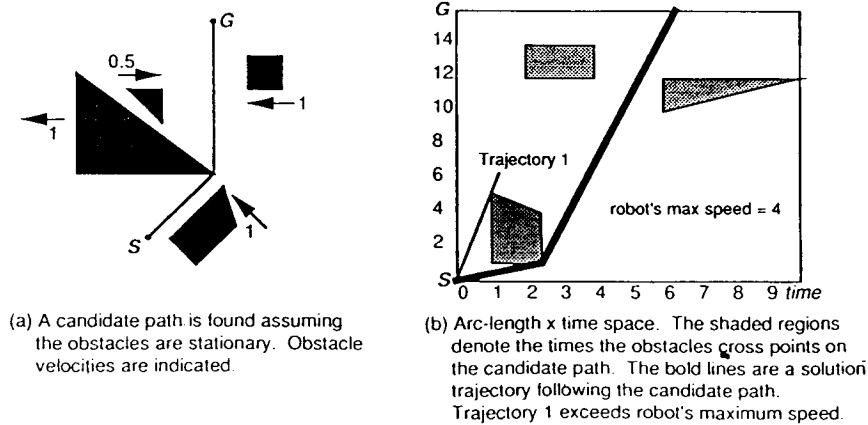 G
0.5
1
1
S
1
(a) A candidate path is found assuming
the obstacles are stationary. Obstacle
velocities are indicated.
G
14
12
10
8
6
4
2
S
Trajectory 1
robot's max speed = 4
0 1 2 3 4 5 6 7 8 9 time
(b) Arc-length x time space. The shaded regions
denote the times the obstacles cross points on
the candidate path. The bold lines are a solution
trajectory following the candidate path.
Trajectory 1 exceeds robot's maximum speed.